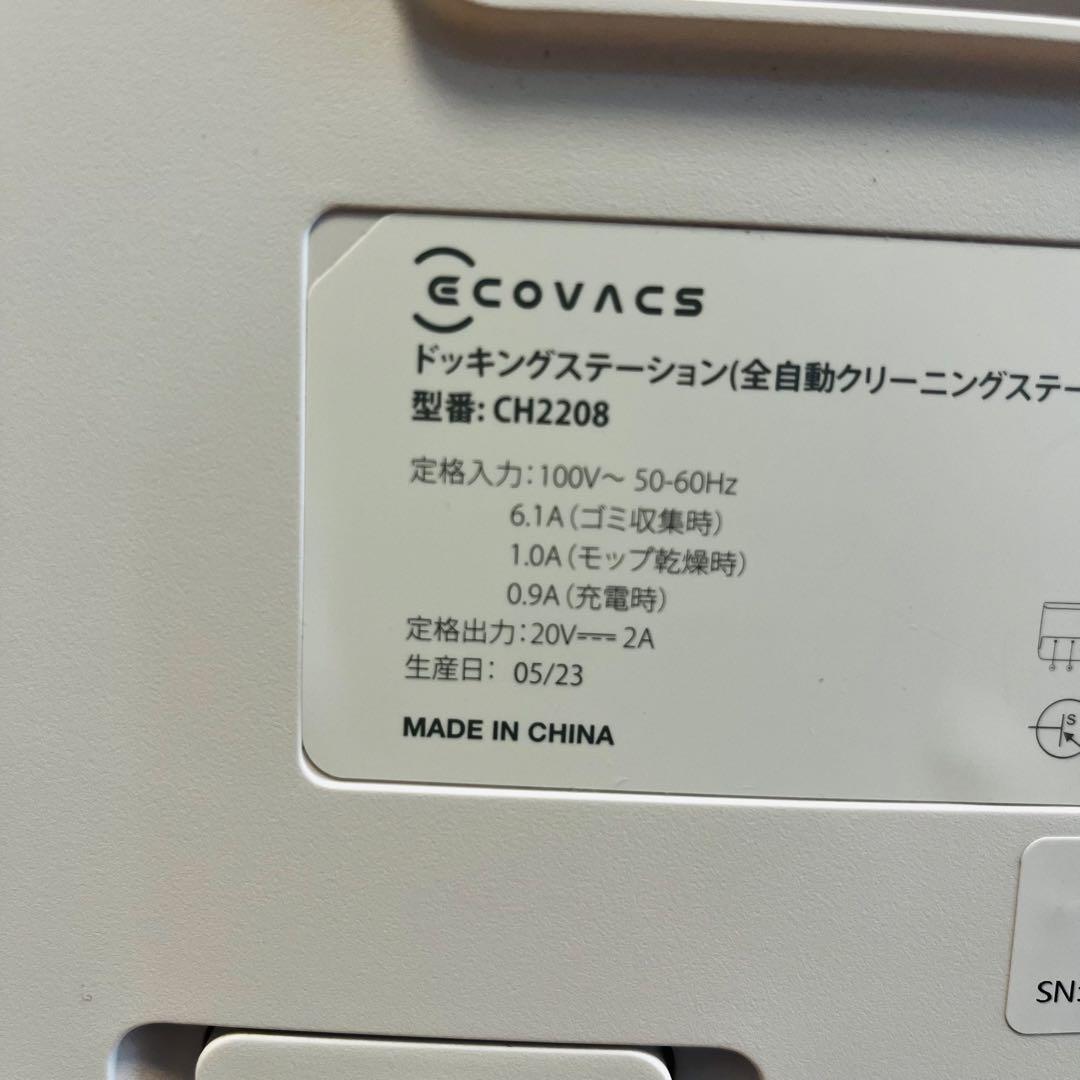 ECOVACS
ドッキングステーション(全自動クリーニングステー
型番: CH2208
定格入力: 100V～ 50-60Hz
6.1A (ゴミ収集時)
1.0A (モップ乾燥時)
0.9A (充電時)
定格出力: 20V⎓ 2A
生産日: 05/23
MADE IN CHINA
S
SN: